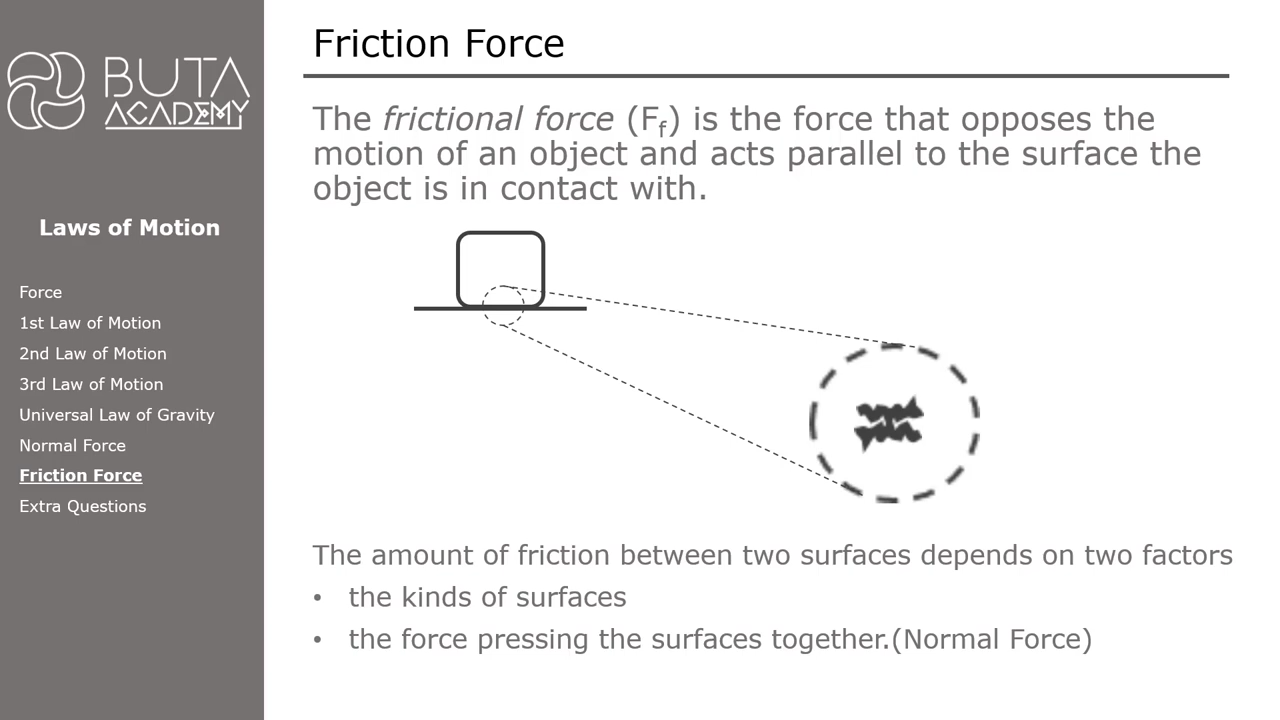 BUTA
ACADEMY
Laws of Motion
Force
1st Law of Motion
2nd Law of Motion
3rd Law of Motion
Universal Law of Gravity
Normal Force
Friction Force
Extra Questions
Friction Force
The frictional force (Ff) is the force that opposes the
motion of an object and acts parallel to the surface the
object is in contact with.
The amount of friction between two surfaces depends on two factors
• the kinds of surfaces
• the force pressing the surfaces together.(Normal Force)